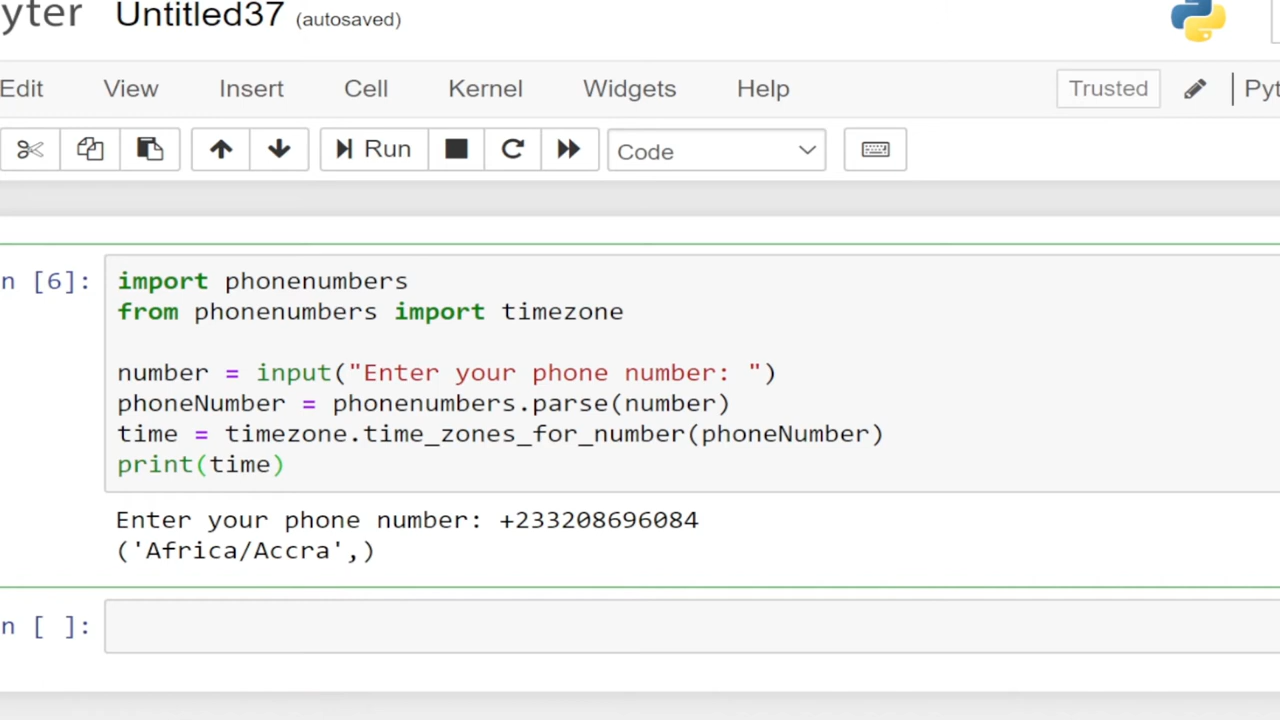 yter Untitled37 (autosaved)
Edit View Insert Cell Kernel Widgets Help Trusted Pyt
Run Code
n [6]: import phonenumbers
from phonenumbers import timezone
number = input("Enter your phone number: ")
phoneNumber = phonenumbers.parse(number)
time = timezone.time_zones_for_number(phoneNumber)
print(time)
Enter your phone number: +233208696084
('Africa/Accra',)
n [ ]: